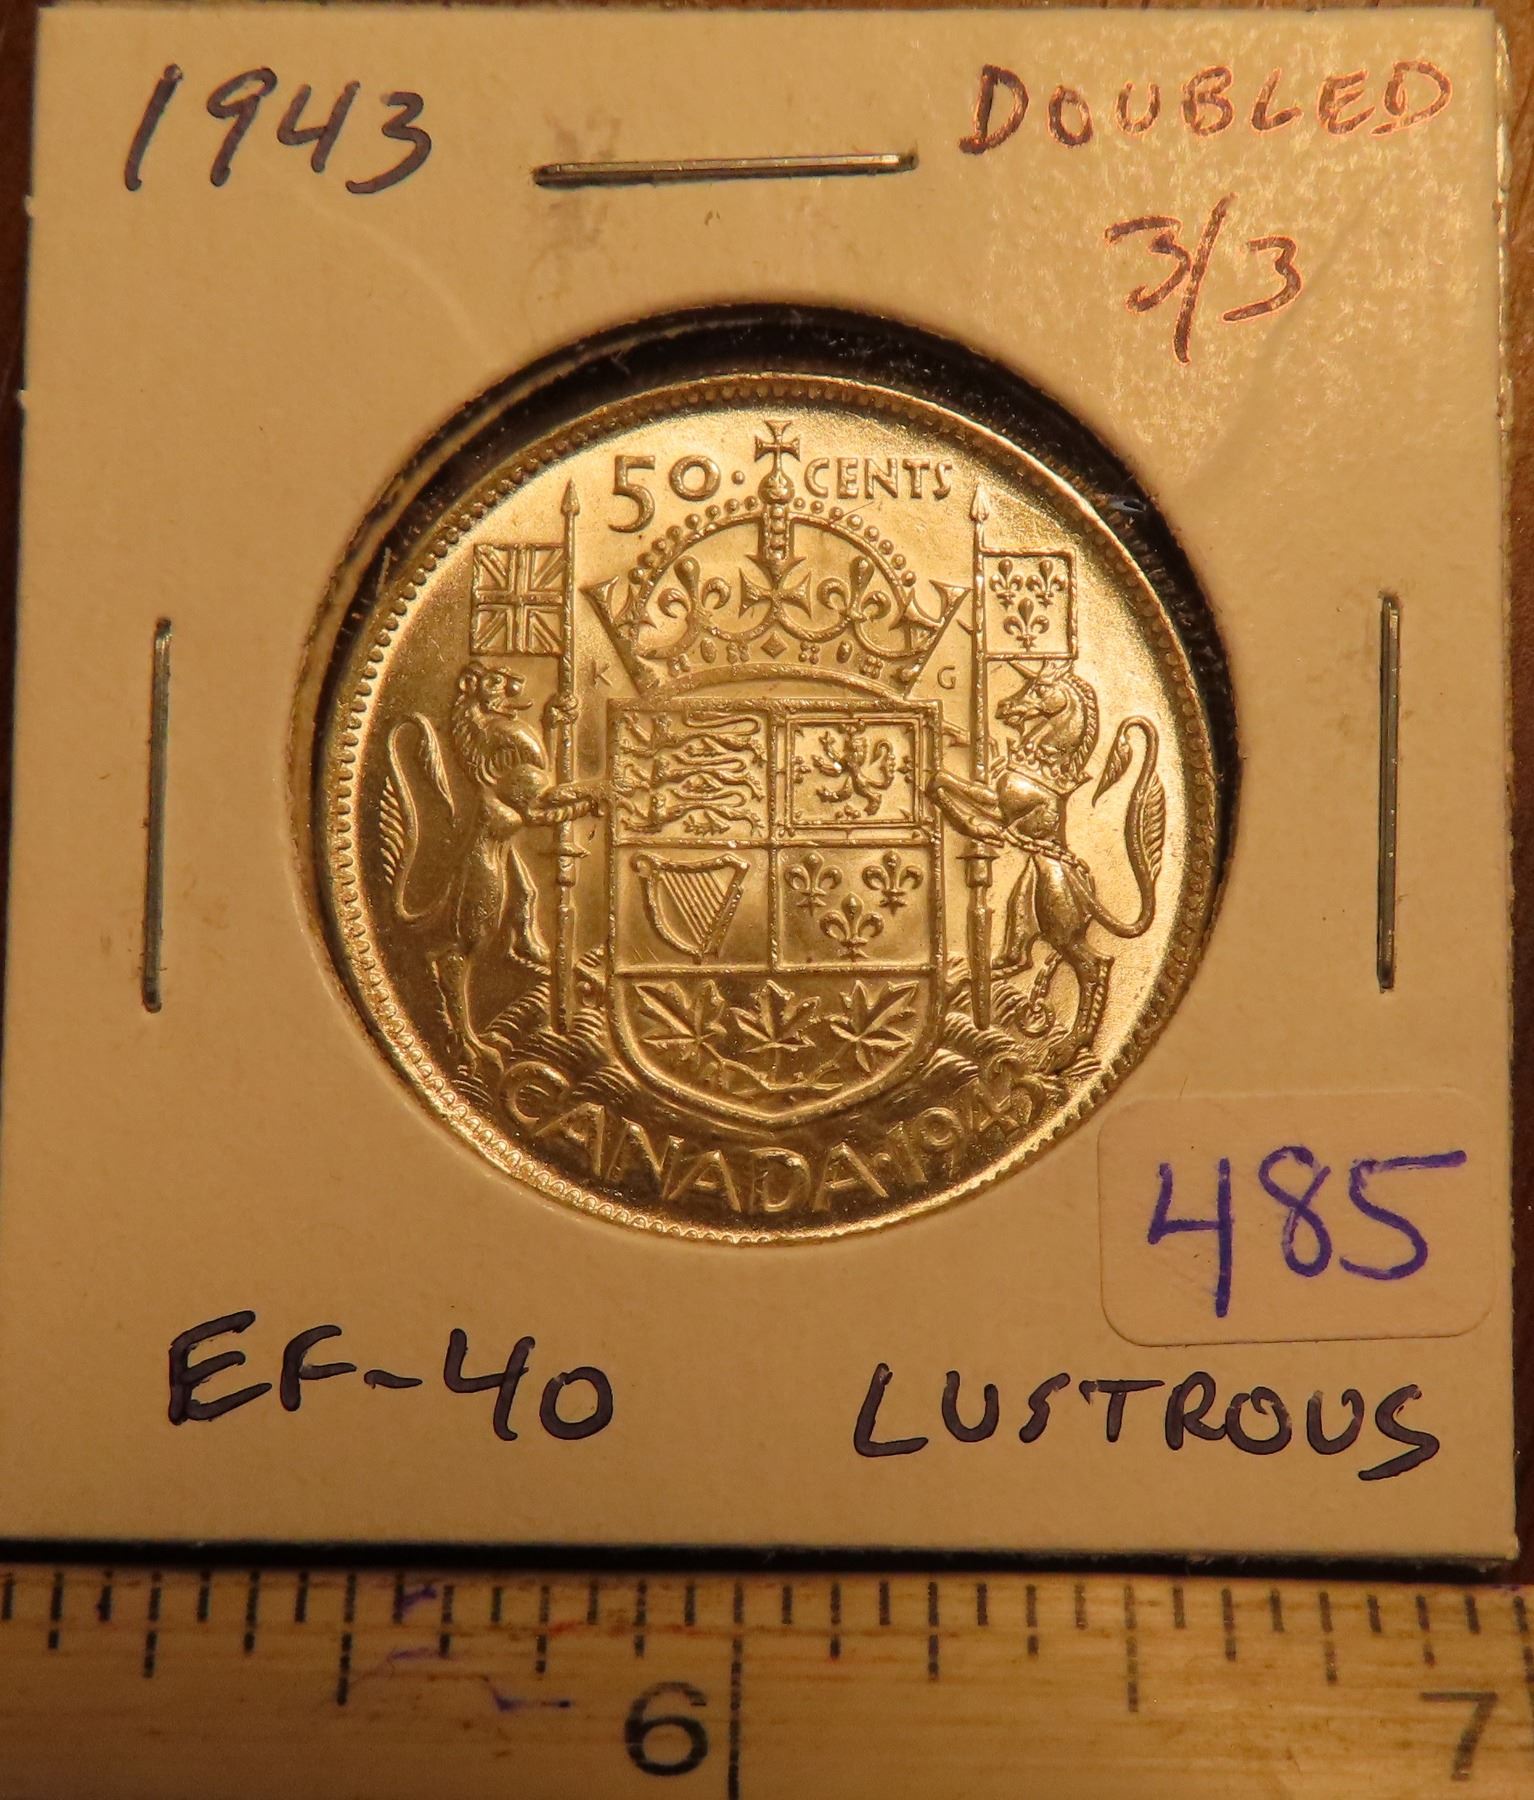 1943
DOUBLED
3/3
50· CENTS
K G
CANADA·1943
485
EF-40
LUSTROUS
6 7